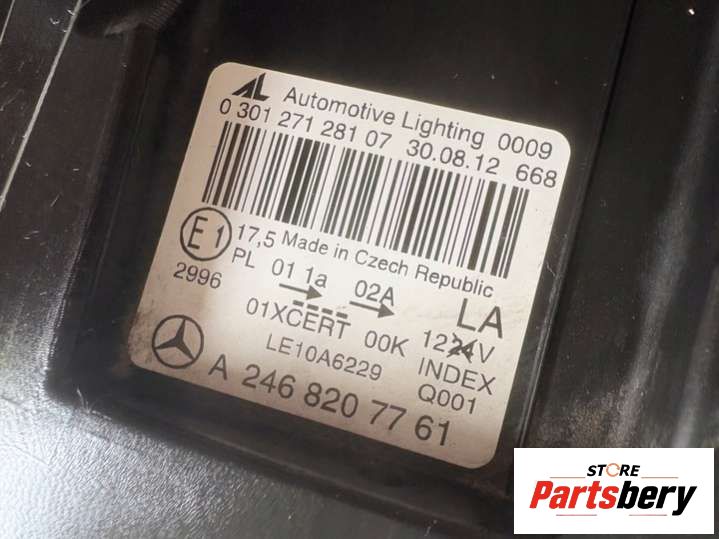 AL Automotive Lighting 0009
0 301 271 281 07 30.08.12 668
E1 17,5 Made in Czech Republic
2996 PL 01 1a 02A LA
01XCERT 00K 1224V
LE10A6229 INDEX
A 246 820 77 61 Q001
STORE
Partsbery